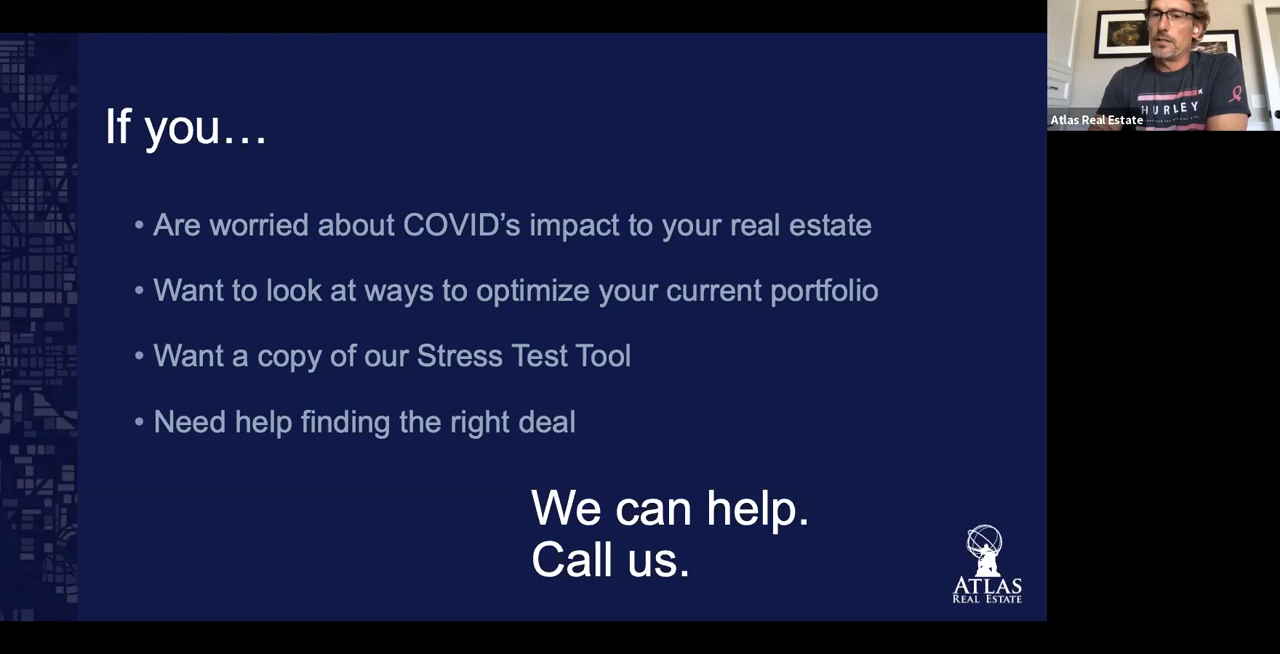 If you…
• Are worried about COVID’s impact to your real estate
• Want to look at ways to optimize your current portfolio
• Want a copy of our Stress Test Tool
• Need help finding the right deal
We can help.
Call us.
ATLAS
REAL ESTATE
HURLEY
Atlas Real Estate